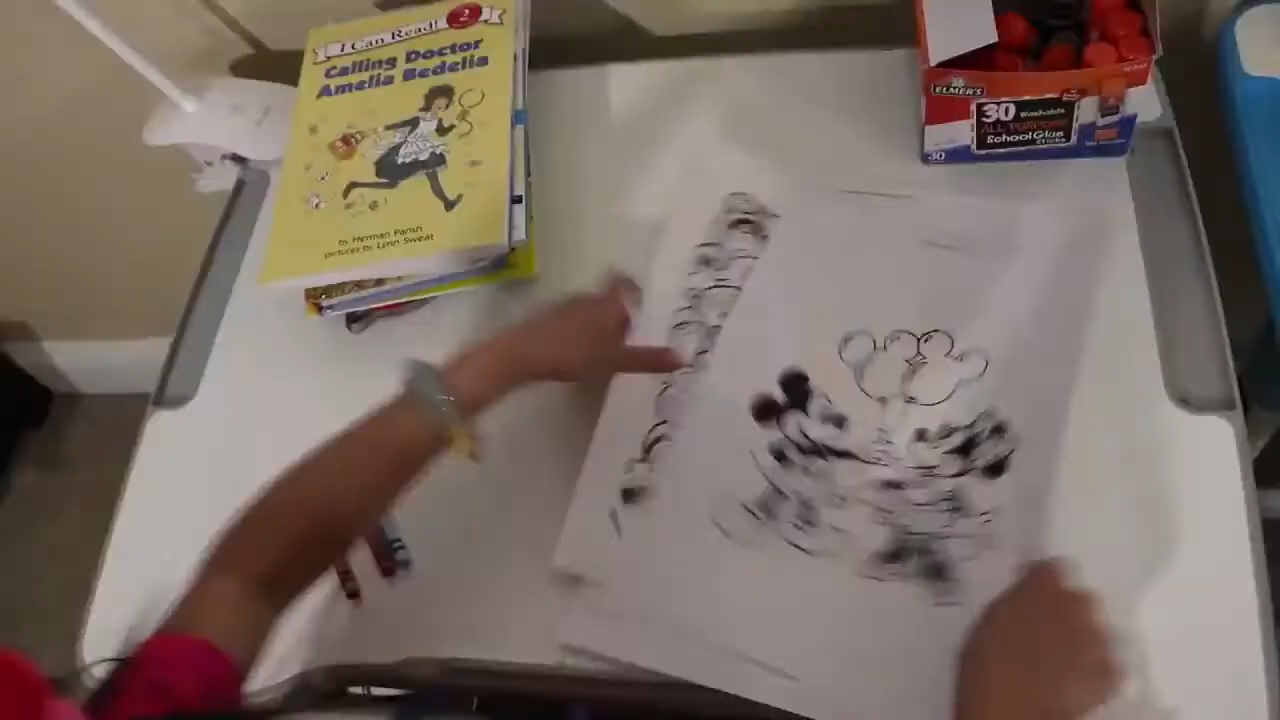 I Can Read! 2
Calling Doctor
Amelia Bedelia
by Herman Parish
pictures by Lynn Sweat
ELMER'S
30 Washable
ALL PURPOSE
School Glue
Sticks
30